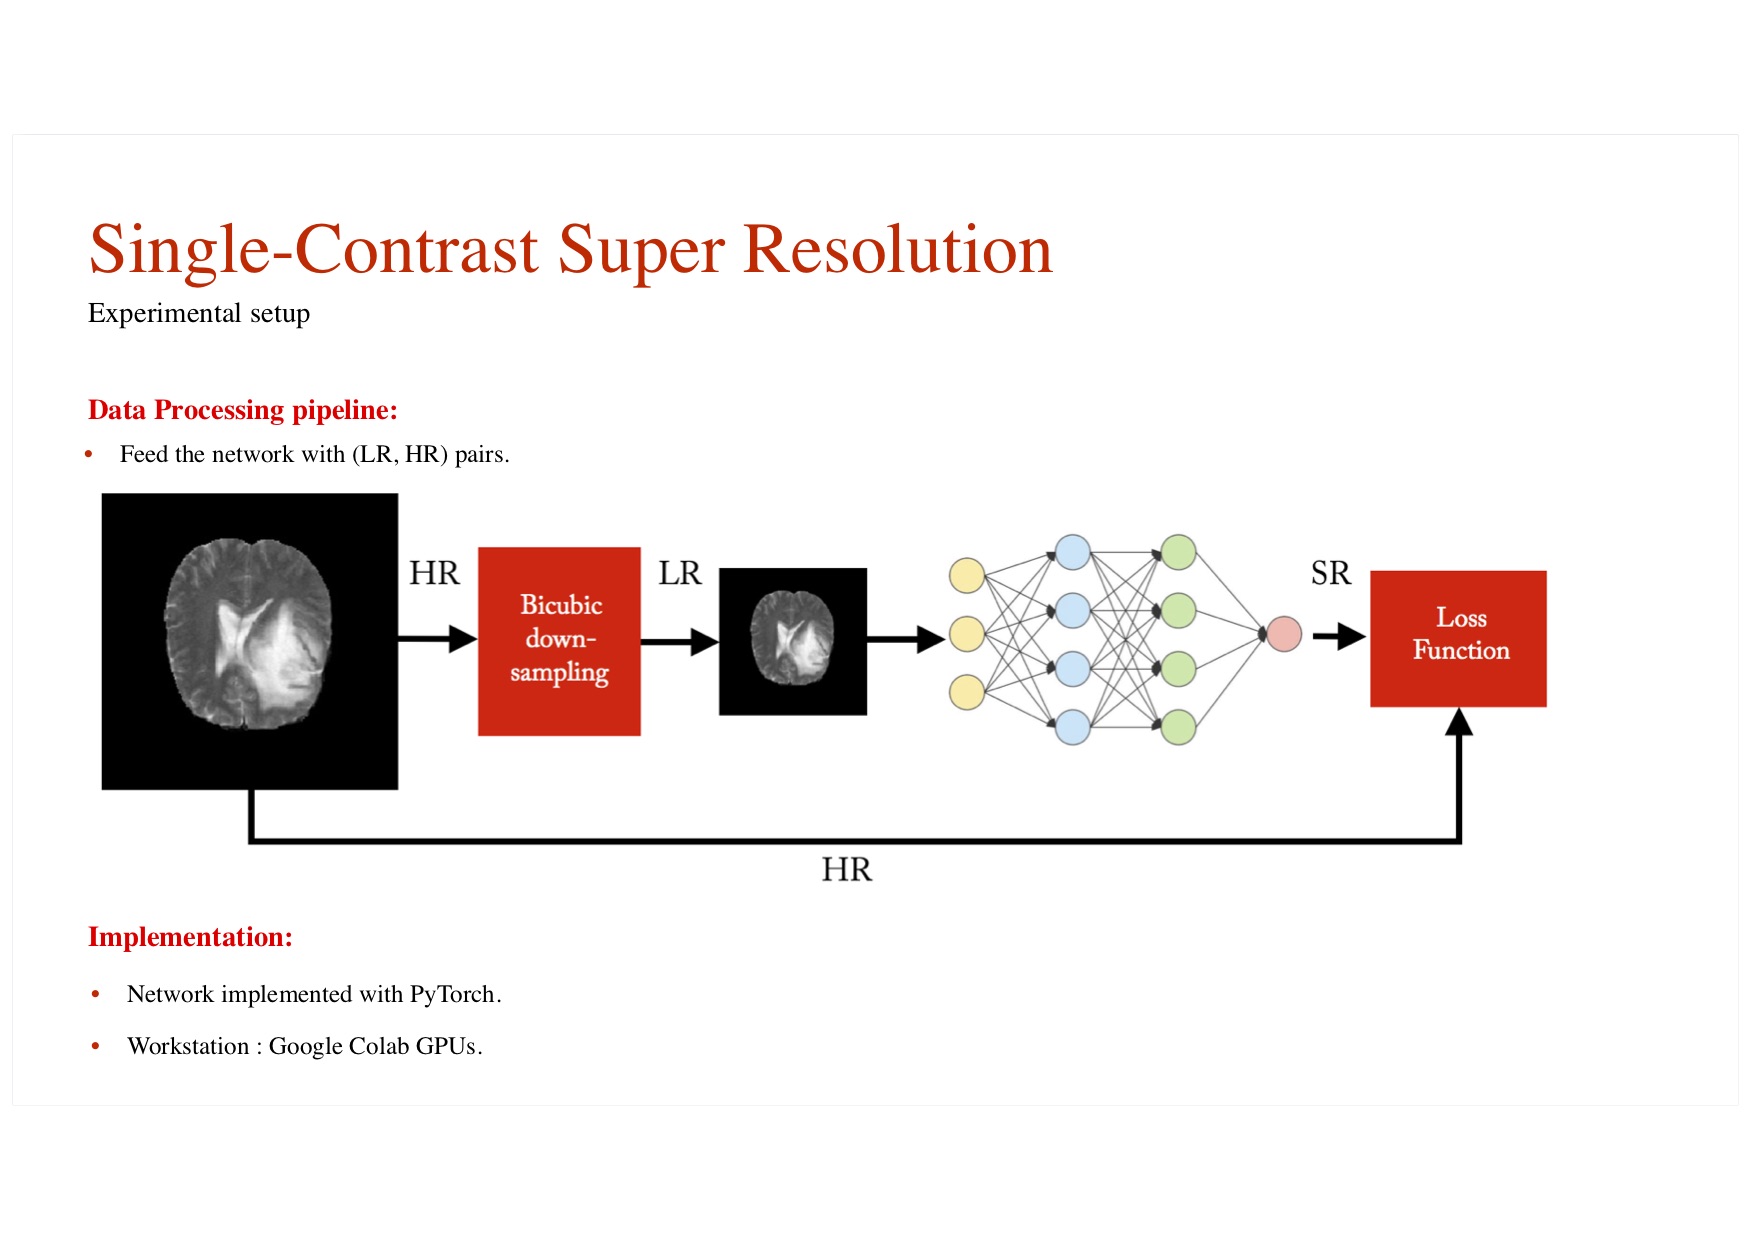 Single-Contrast Super Resolution
Experimental setup
Data Processing pipeline:
• Feed the network with (LR, HR) pairs.
HR
Bicubic
down-
sampling
LR
SR
Loss
Function
HR
Implementation:
• Network implemented with PyTorch.
• Workstation : Google Colab GPUs.